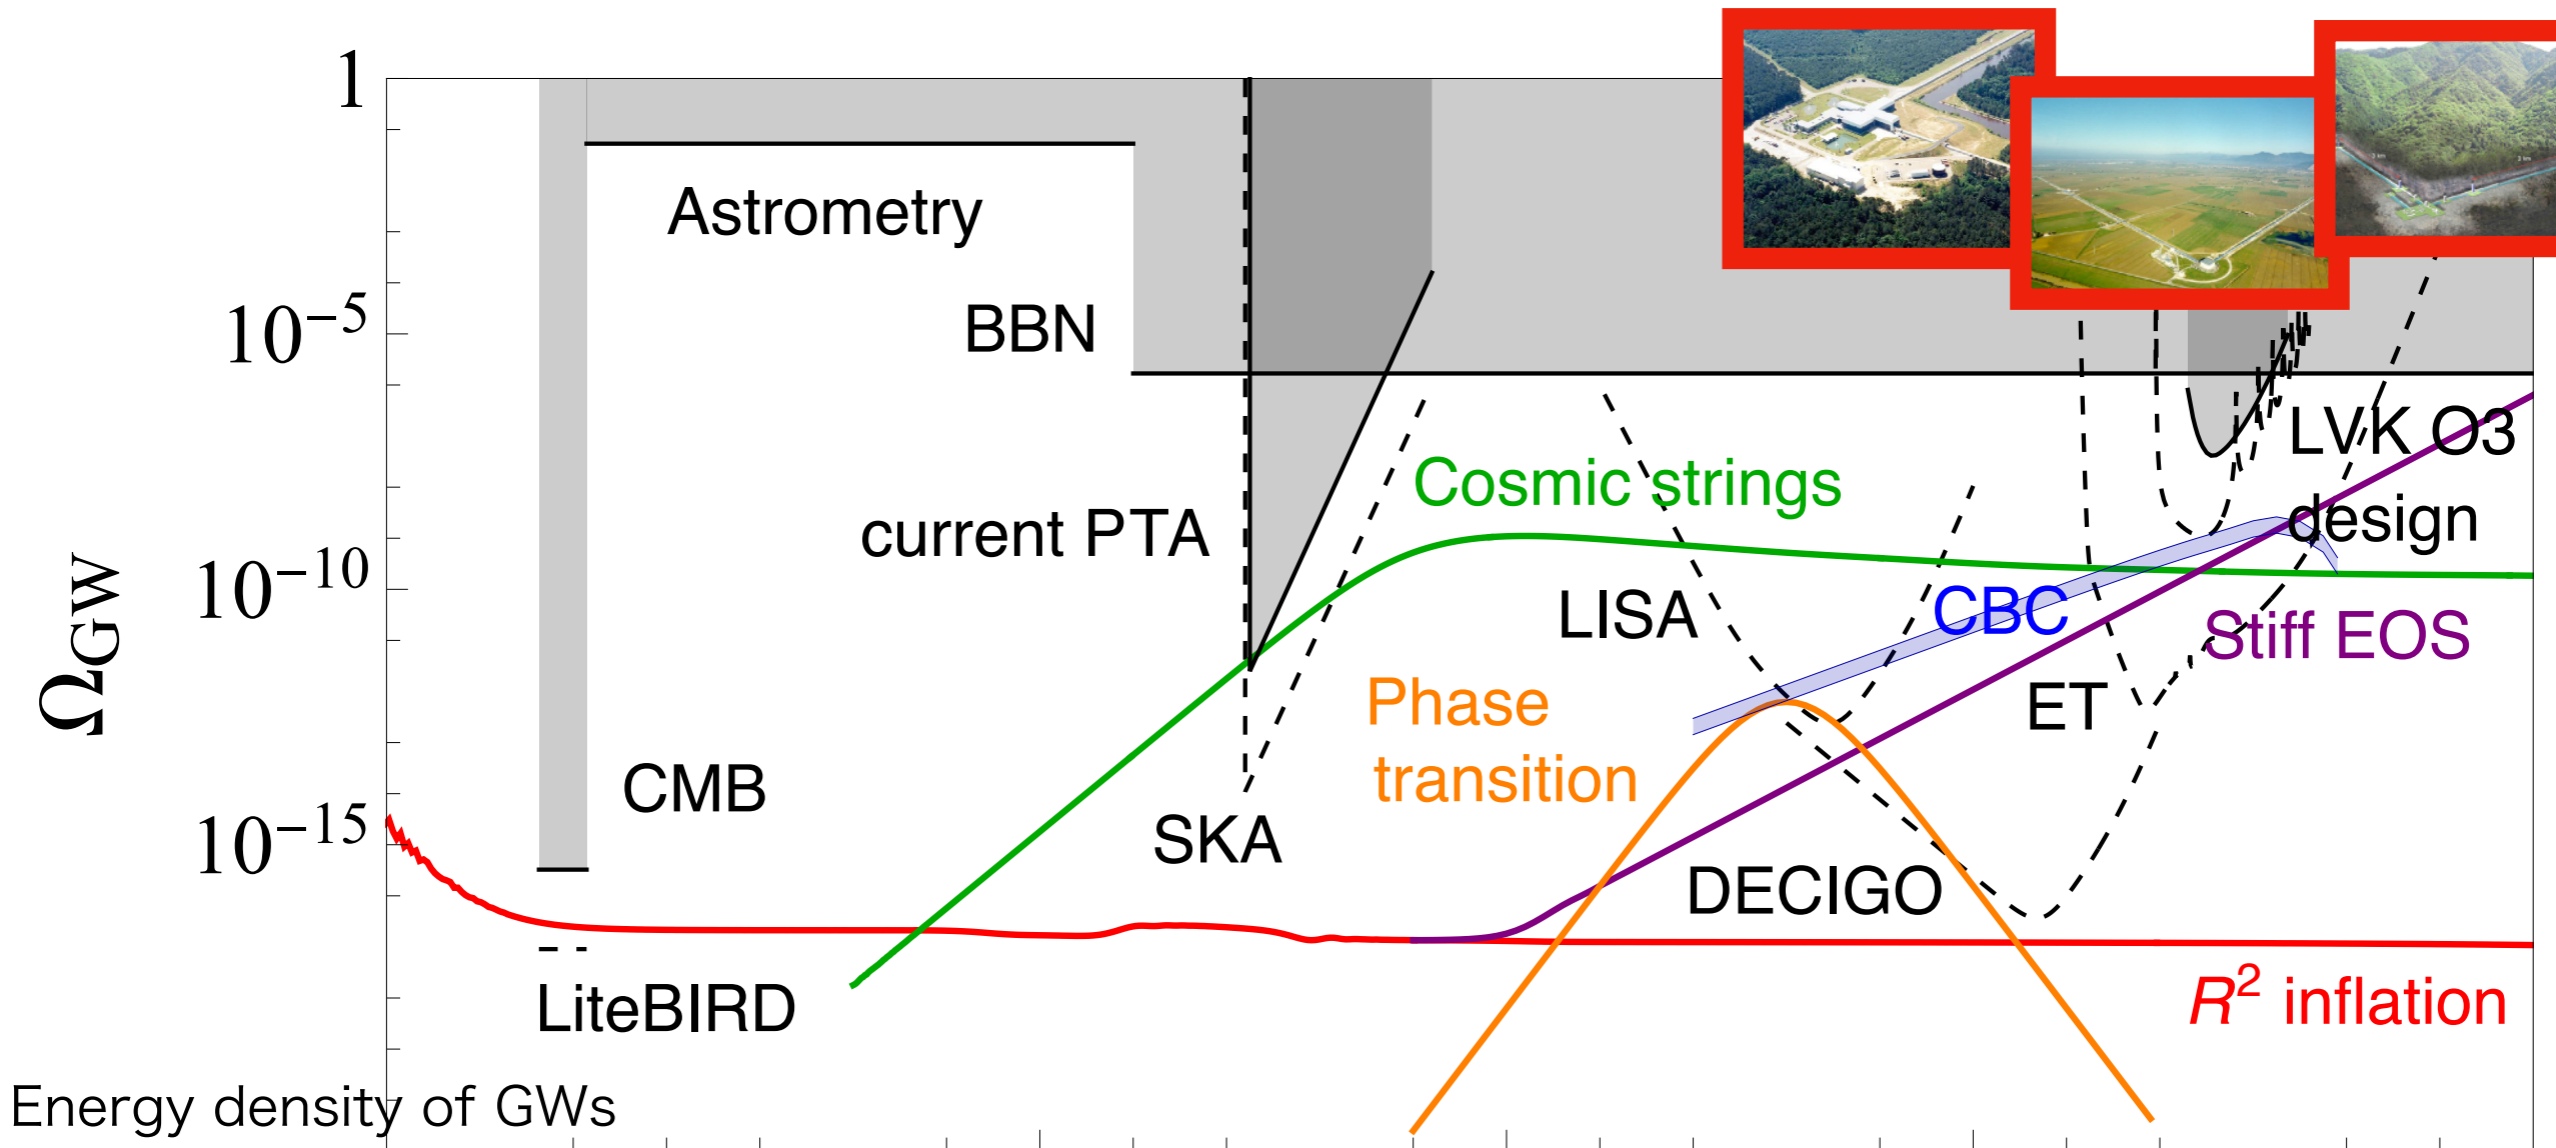 1
Astrometry
10⁻⁵
BBN
LVK O3
Cosmic strings
current PTA
design
Ω_GW
10⁻¹⁰
LISA
CBC
Stiff EOS
Phase
transition
ET
CMB
10⁻¹⁵
SKA
DECIGO
LiteBIRD
R² inflation
Energy density of GWs